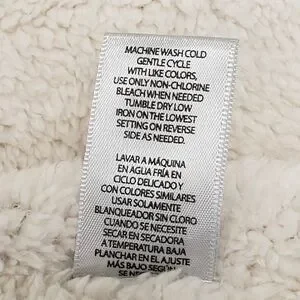 MACHINE WASH COLD
GENTLE CYCLE
WITH LIKE COLORS,
USE ONLY NON-CHLORINE
BLEACH WHEN NEEDED
TUMBLE DRY LOW
IRON ON THE LOWEST
SETTING ON REVERSE
SIDE AS NEEDED.
LAVAR A MÁQUINA
EN AGUA FRÍA EN
CICLO DELICADO Y
CON COLORES SIMILARES
USAR SOLAMENTE
BLANQUEADOR SIN CLORO
CUANDO SE NECESITE
SECAR EN SECADORA
A TEMPERATURA BAJA
PLANCHAR EN EL AJUSTE
MÁS BAJO SEGÚN
SE